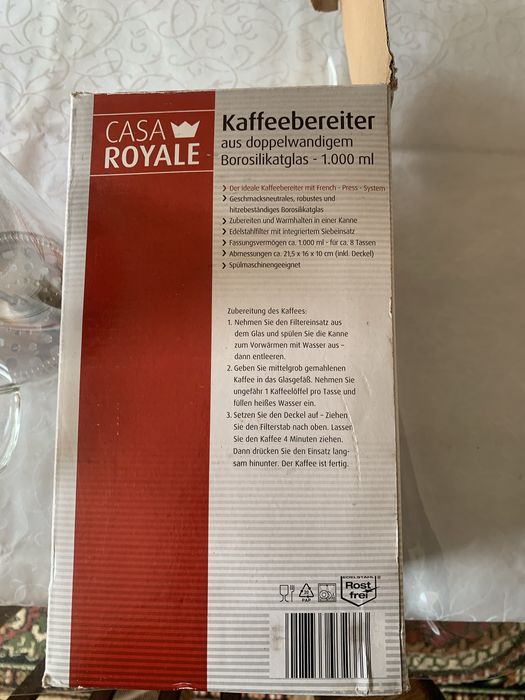 CASA
ROYALE
Kaffeebereiter
aus doppelwandigem
Borosilikatglas - 1.000 ml
Der ideale Kaffeebereiter mit French - Press - System
Geschmacksneutrales, robustes und
hitzebeständiges Borosilikatglas
Zubereiten und Warmhalten in einer Kanne
Edelstahlfilter mit integriertem Siebeinsatz
Fassungsvermögen ca. 1.000 ml - für ca. 8 Tassen
Abmessungen ca. 21,5 x 16 x 10 cm (inkl. Deckel)
Spülmaschinengeeignet
Zubereitung des Kaffees:
1. Nehmen Sie den Filtereinsatz aus
dem Glas und spülen Sie die Kanne
zum Vorwärmen mit Wasser aus –
dann entleeren.
2. Geben Sie mittelgrob gemahlenen
Kaffee in das Glasgefäß. Nehmen Sie
ungefähr 1 Kaffeelöffel pro Tasse und
füllen heißes Wasser ein.
3. Setzen Sie den Deckel auf – Ziehen
Sie den Filterstab nach oben. Lassen
Sie den Kaffee 4 Minuten ziehen.
Dann drücken Sie den Einsatz lang-
sam hinunter. Der Kaffee ist fertig.
PAP
EDELSTAHL
Rost
frei